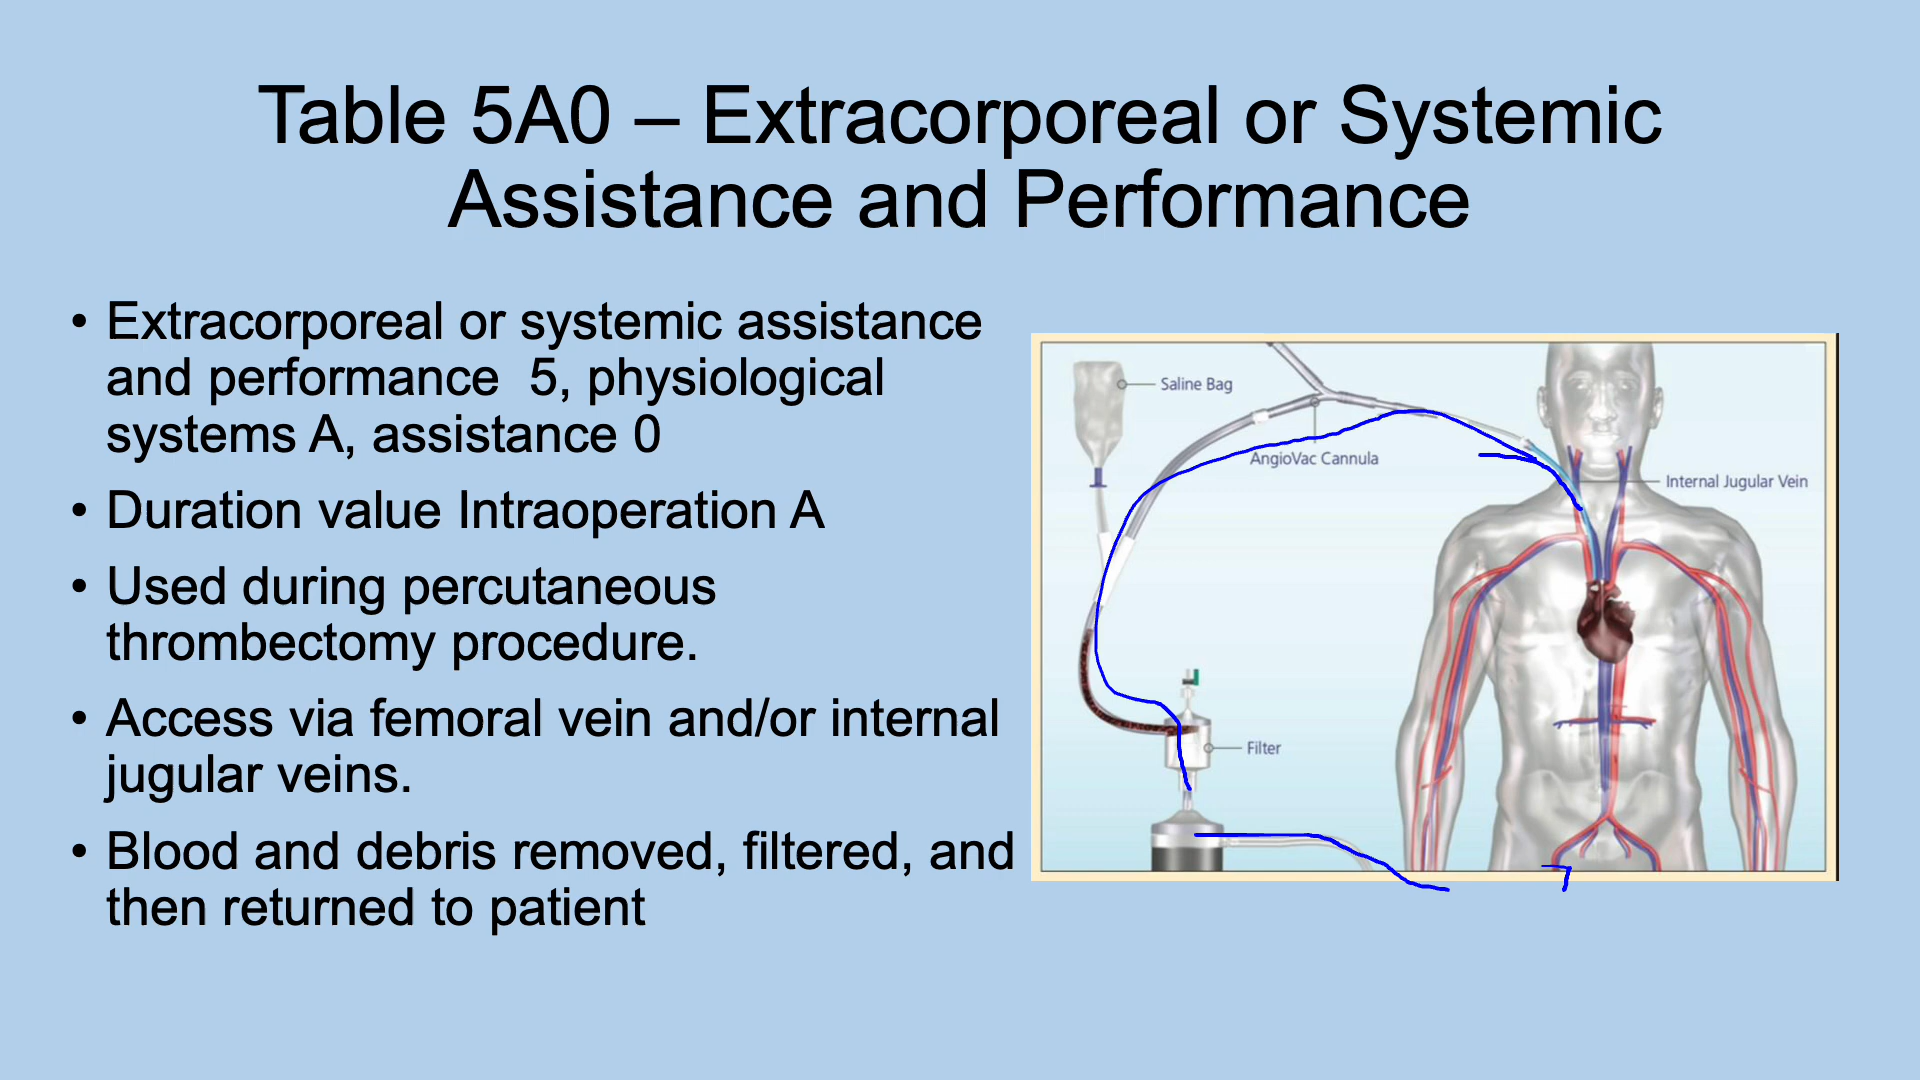 Table 5A0 – Extracorporeal or Systemic
Assistance and Performance
• Extracorporeal or systemic assistance
and performance  5, physiological
systems A, assistance 0
• Duration value Intraoperation A
• Used during percutaneous
thrombectomy procedure.
• Access via femoral vein and/or internal
jugular veins.
• Blood and debris removed, filtered, and
then returned to patient
Saline Bag
AngioVac Cannula
Internal Jugular Vein
Filter